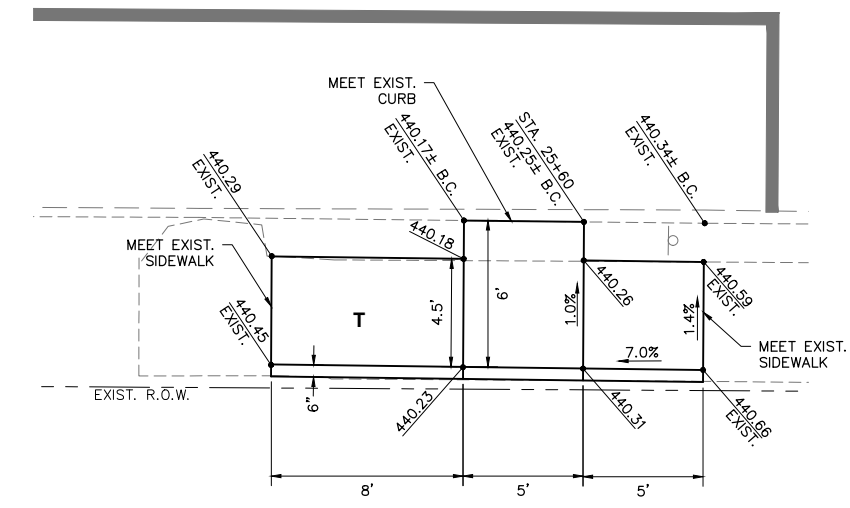 MEET EXIST.
CURB
440.17± B.C.
EXIST.
STA. 25+60
440.25± B.C.
EXIST.
440.34± B.C.
EXIST.
440.29
EXIST.
440.18
MEET EXIST.
SIDEWALK
440.45
EXIST.
T
4.5'
6'
1.0%
440.26
1.4%
440.59
EXIST.
7.0%
MEET EXIST.
SIDEWALK
EXIST. R.O.W.
6"
440.23
440.31
440.66
EXIST.
8'
5'
5'